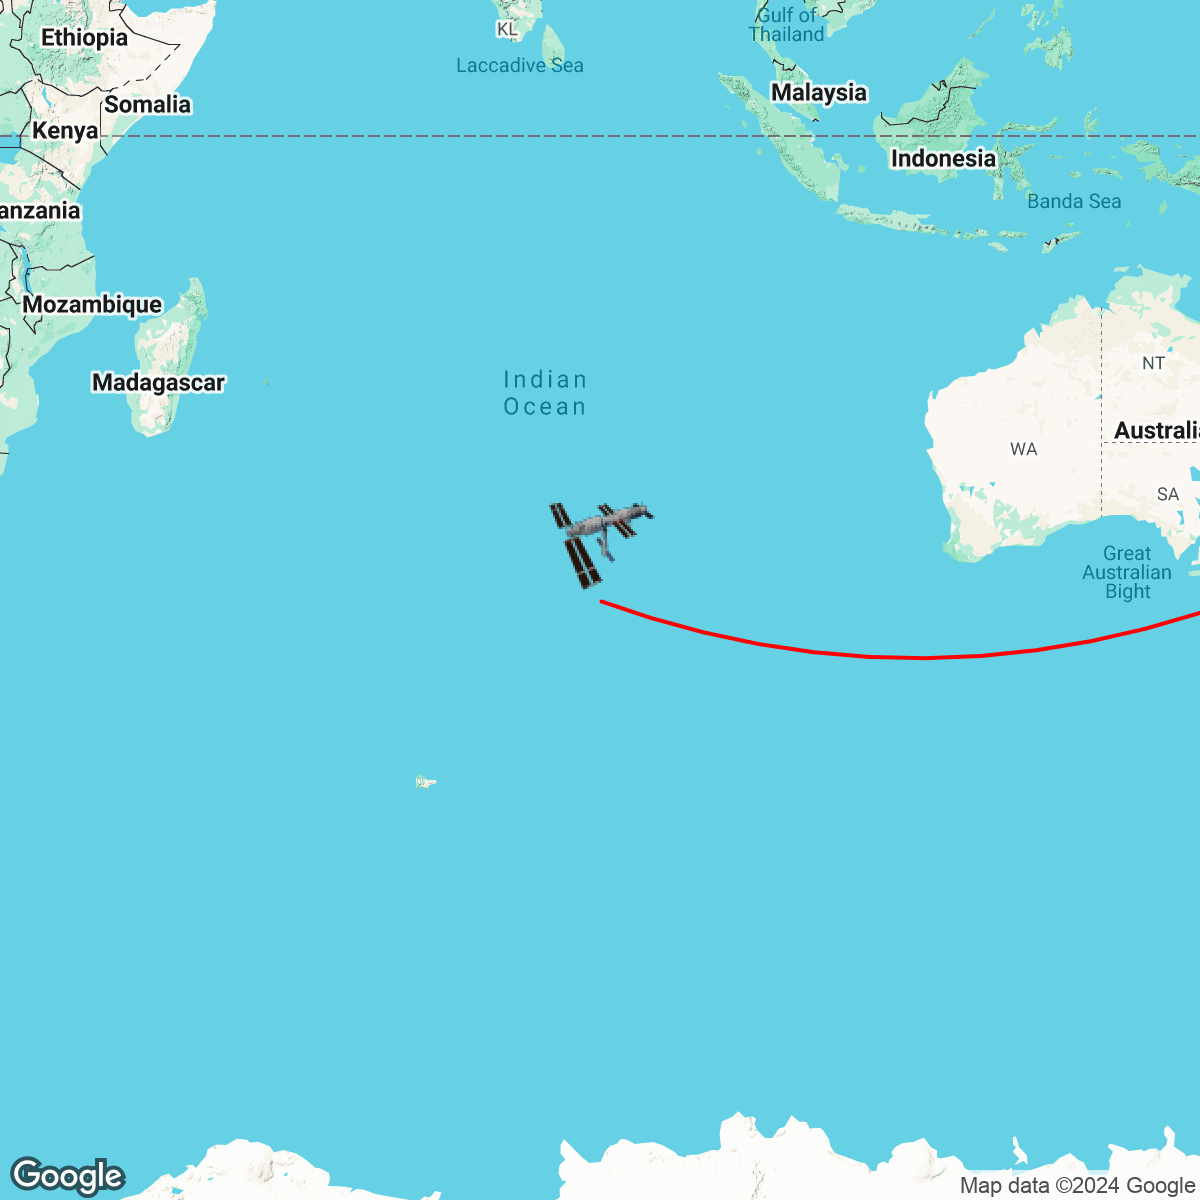 Ethiopia
KL
Gulf of
Thailand
Laccadive Sea
Malaysia
Somalia
Kenya
Indonesia
Banda Sea
anzania
Mozambique
Madagascar
Indian
Ocean
NT
Australia
WA
SA
Great
Australian
Bight
Google
Map data ©2024 Google